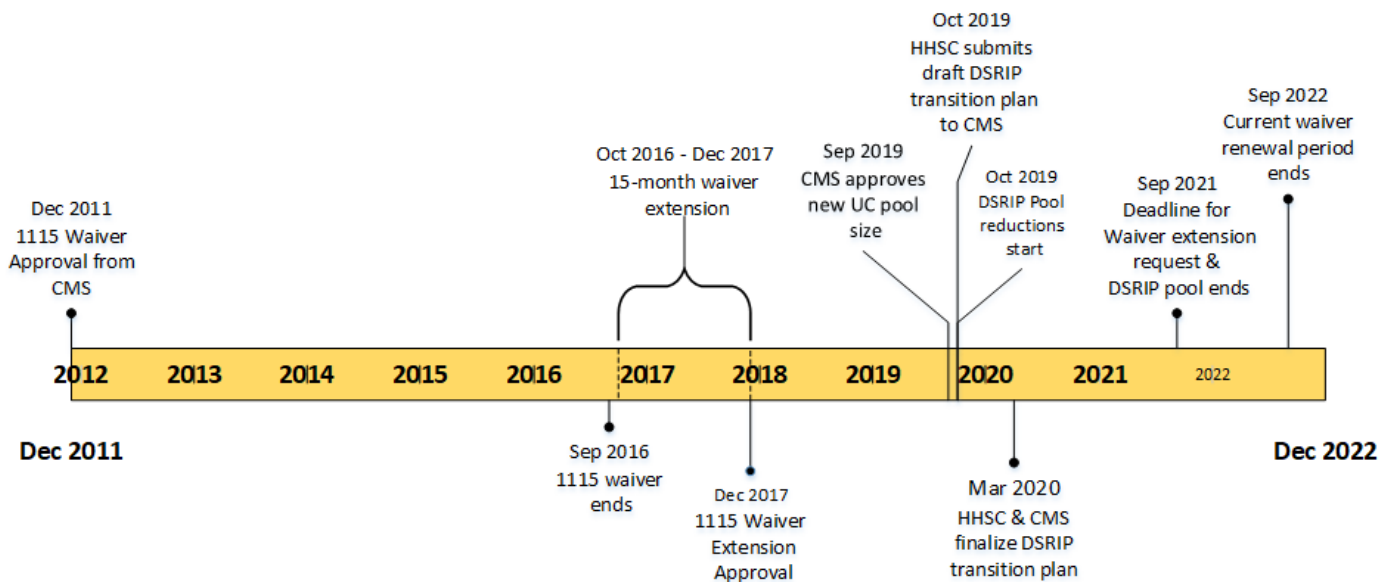 Oct 2019
HHSC submits
draft DSRIP
transition plan
to CMS
Sep 2022
Current waiver
renewal period
ends
Oct 2016 - Dec 2017
15-month waiver
extension
Sep 2019
CMS approves
new UC pool
size
Oct 2019
DSRIP Pool
reductions
start
Sep 2021
Deadline for
Waiver extension
request &
DSRIP pool ends
Dec 2011
1115 Waiver
Approval from
CMS
2012 2013 2014 2015 2016 2017 2018 2019 2020 2021 2022
Dec 2011
Dec 2022
Sep 2016
1115 waiver
ends
Dec 2017
1115 Waiver
Extension
Approval
Mar 2020
HHSC & CMS
finalize DSRIP
transition plan